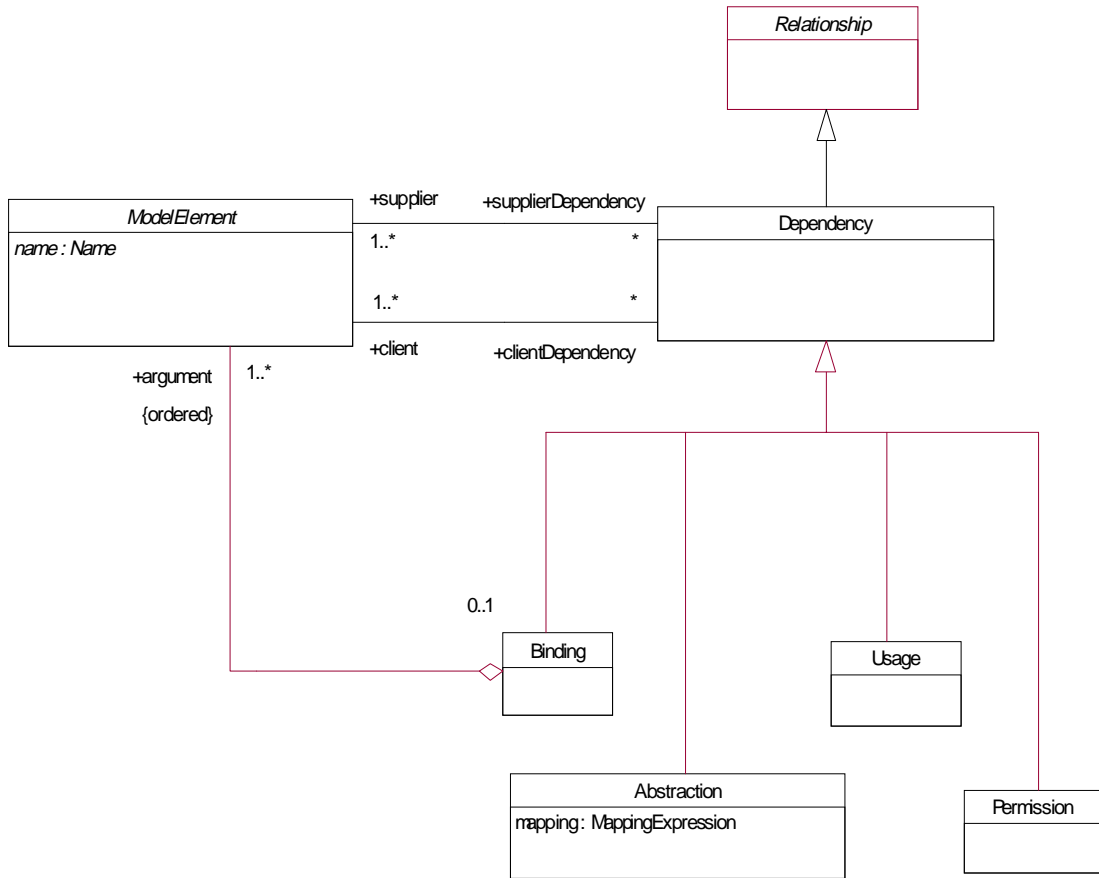 Relationship
+supplier
+supplierDependency
ModelElement
Dependency
name : Name
1..*
*
1..*
*
+client
+clientDependency
+argument
1..*
{ordered}
0..1
Binding
Usage
Abstraction
mapping : MappingExpression
Permission